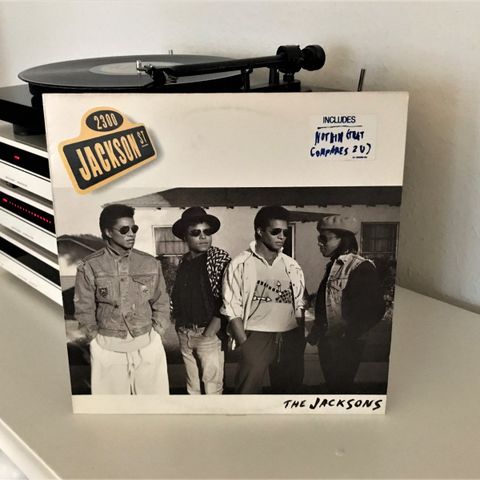 2300
JACKSON ST
INCLUDES
NOTHIN (THAT
COMPARES 2 U)
THE JACKSONS